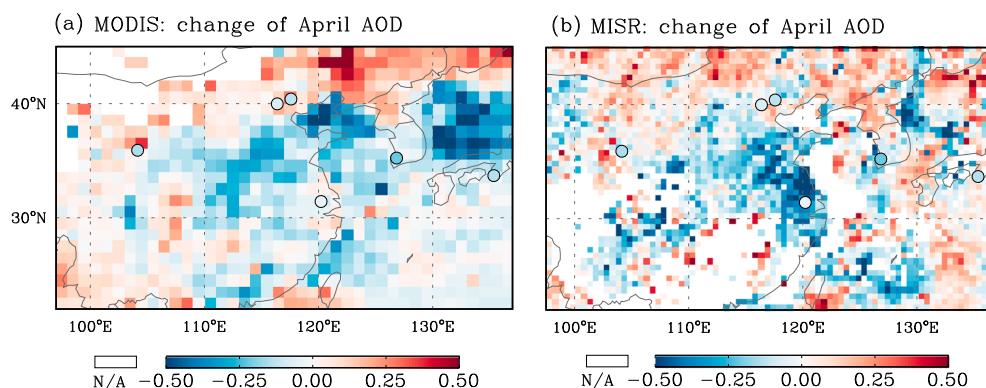 (a) MODIS: change of April AOD
(b) MISR: change of April AOD
40°N
40°N
30°N
30°N
100°E 110°E 120°E 130°E
100°E 110°E 120°E 130°E
N/A -0.50 -0.25 0.00 0.25 0.50
N/A -0.50 -0.25 0.00 0.25 0.50